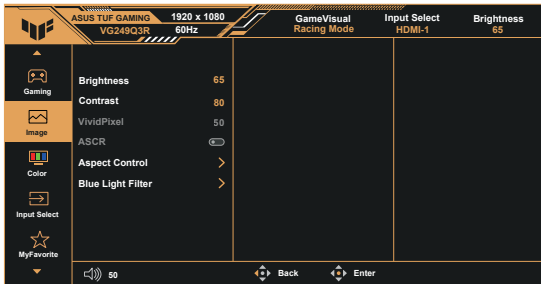 ASUS TUF GAMING 1920 x 1080
VG249Q3R 60Hz
GameVisual
Racing Mode
Input Select
HDMI-1
Brightness
65
Gaming
Image
Color
Input Select
MyFavorite
Brightness 65
Contrast 80
VividPixel 50
ASCR
Aspect Control >
Blue Light Filter >
50
Back Enter